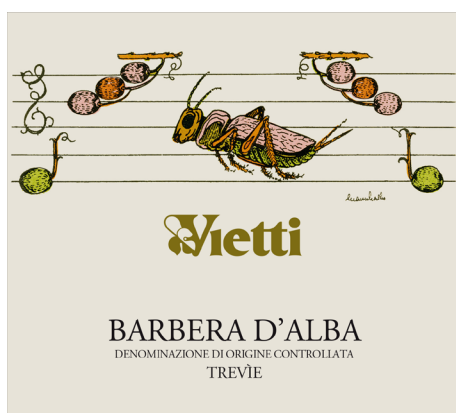 Vietti
BARBERA D'ALBA
DENOMINAZIONE DI ORIGINE CONTROLLATA
TREVÌE